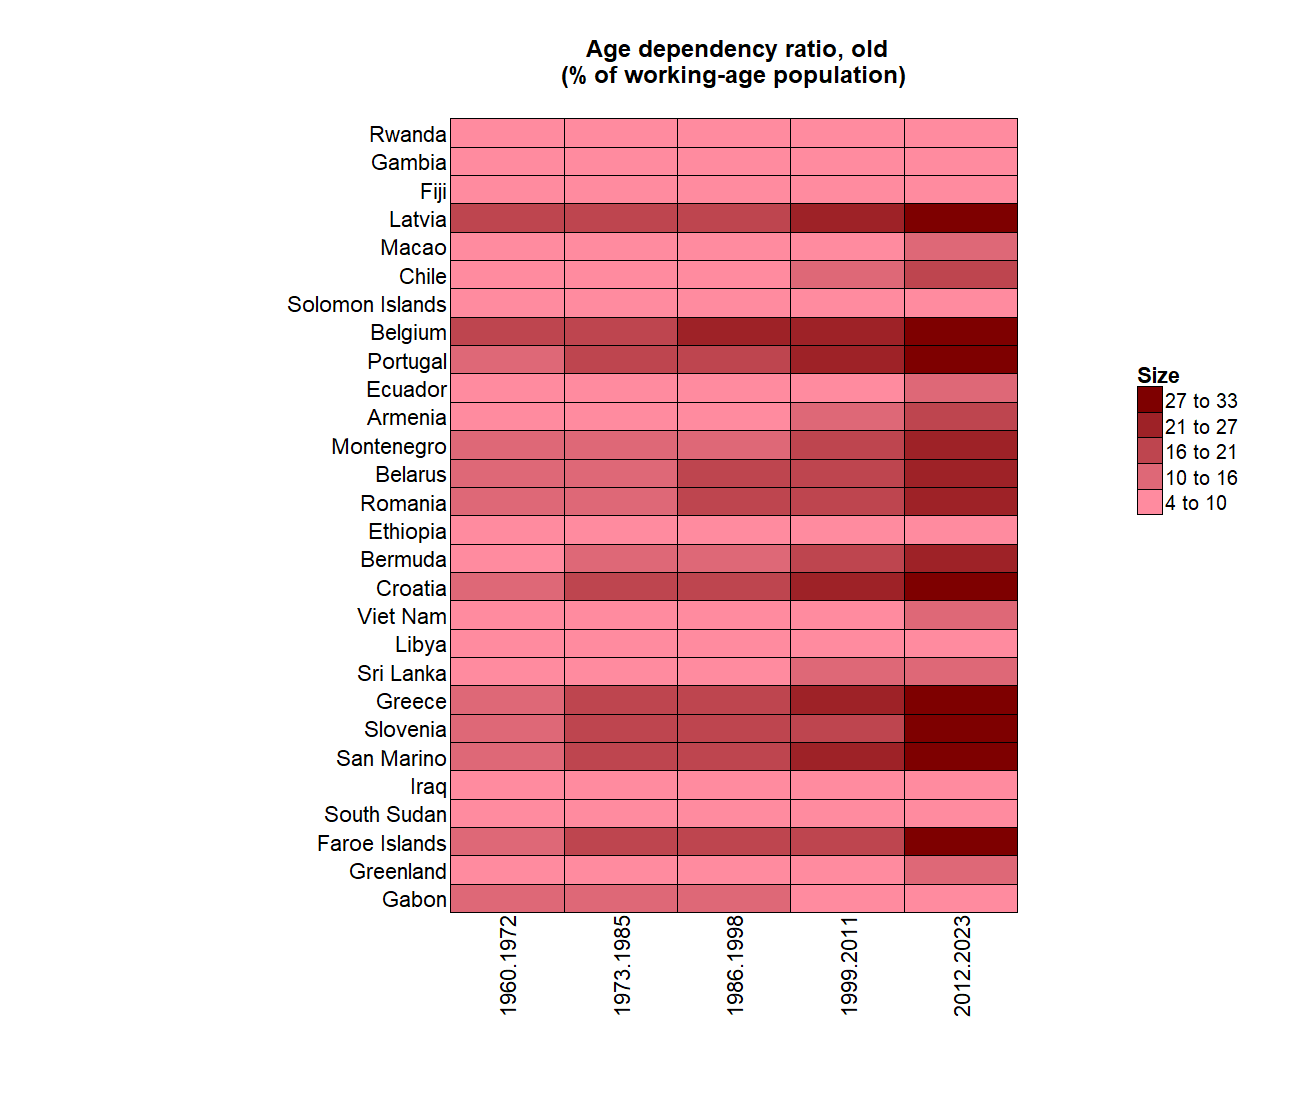 Age dependency ratio, old
(% of working-age population)
Rwanda
Gambia
Fiji
Latvia
Macao
Chile
Solomon Islands
Belgium
Portugal
Ecuador
Armenia
Montenegro
Belarus
Romania
Ethiopia
Bermuda
Croatia
Viet Nam
Libya
Sri Lanka
Greece
Slovenia
San Marino
Iraq
South Sudan
Faroe Islands
Greenland
Gabon
1960.1972
1973.1985
1986.1998
1999.2011
2012.2023
Size
27 to 33
21 to 27
16 to 21
10 to 16
4 to 10